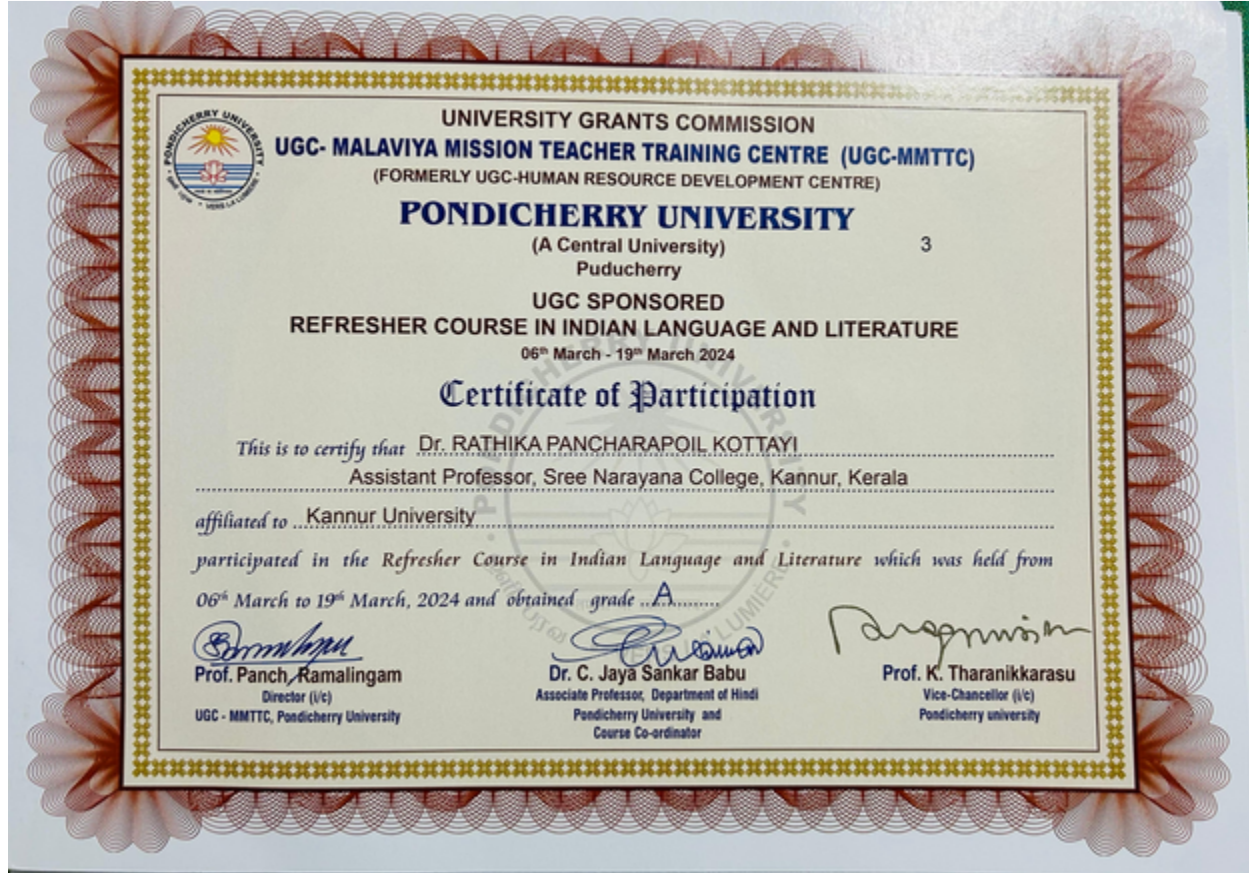 PONDICHERRY UNIVERSITY
VERS LA LUMIERE
UNIVERSITY GRANTS COMMISSION
UGC- MALAVIYA MISSION TEACHER TRAINING CENTRE (UGC-MMTTC)
(FORMERLY UGC-HUMAN RESOURCE DEVELOPMENT CENTRE)
PONDICHERRY UNIVERSITY
(A Central University)
3
Puducherry
UGC SPONSORED
REFRESHER COURSE IN INDIAN LANGUAGE AND LITERATURE
06th March - 19th March 2024
Certificate of Participation
This is to certify that Dr. RATHIKA PANCHARAPOIL KOTTAYI
Assistant Professor, Sree Narayana College, Kannur, Kerala
affiliated to Kannur University
participated in the Refresher Course in Indian Language and Literature which was held from
06th March to 19th March, 2024 and obtained grade A
Prof. Panch. Ramalingam
Director (i/c)
UGC - MMTTC, Pondicherry University
Dr. C. Jaya Sankar Babu
Associate Professor, Department of Hindi
Pondicherry University and
Course Co-ordinator
Prof. K. Tharanikkarasu
Vice-Chancellor (i/c)
Pondicherry university